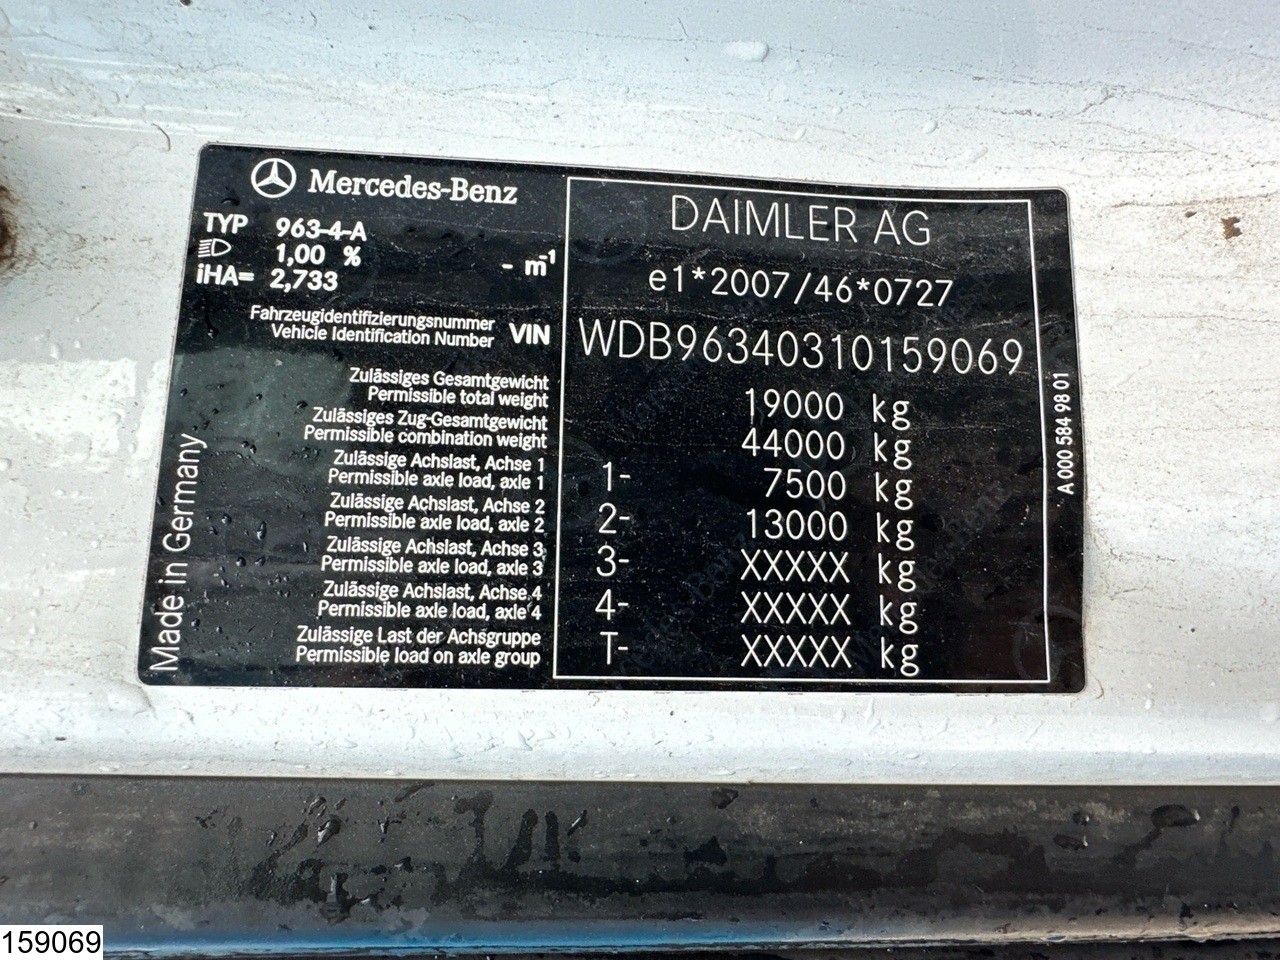 Mercedes-Benz
TYP 963-4-A
1,00 % - m⁻¹
iHA= 2,733
Fahrzeugidentifizierungsnummer
Vehicle Identification Number VIN
Zulässiges Gesamtgewicht
Permissible total weight
Zulässiges Zug-Gesamtgewicht
Permissible combination weight
Zulässige Achslast, Achse 1
Permissible axle load, axle 1
Zulässige Achslast, Achse 2
Permissible axle load, axle 2
Zulässige Achslast, Achse 3
Permissible axle load, axle 3
Zulässige Achslast, Achse 4
Permissible axle load, axle 4
Zulässige Last der Achsgruppe
Permissible load on axle group
Made in Germany
DAIMLER AG
e1*2007/46*0727
WDB96340310159069
19000 kg
44000 kg
1- 7500 kg
2- 13000 kg
3- XXXXX kg
4- XXXXX kg
T- XXXXX kg
A 000 584 98 01
159069